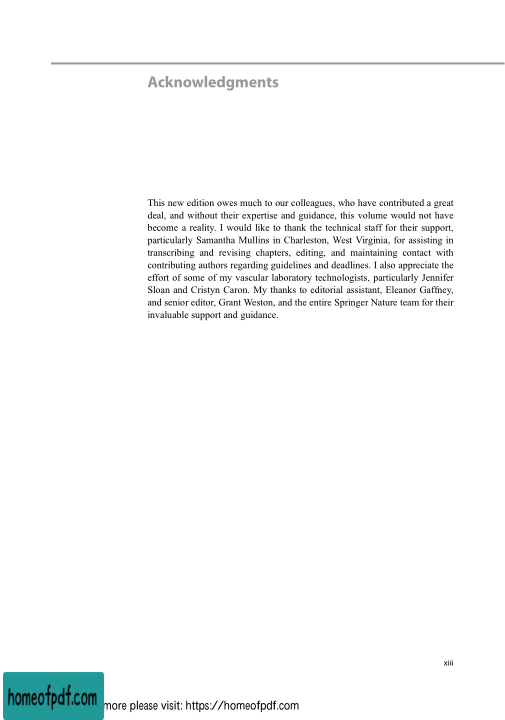 Acknowledgments
This new edition owes much to our colleagues, who have contributed a great
deal, and without their expertise and guidance, this volume would not have
become a reality. I would like to thank the technical staff for their support,
particularly Samantha Mullins in Charleston, West Virginia, for assisting in
transcribing and revising chapters, editing, and maintaining contact with
contributing authors regarding guidelines and deadlines. I also appreciate the
effort of some of my vascular laboratory technologists, particularly Jennifer
Sloan and Cristyn Caron. My thanks to editorial assistant, Eleanor Gaffney,
and senior editor, Grant Weston, and the entire Springer Nature team for their
invaluable support and guidance.
xiii
homeofpdf.com more please visit: https://homeofpdf.com